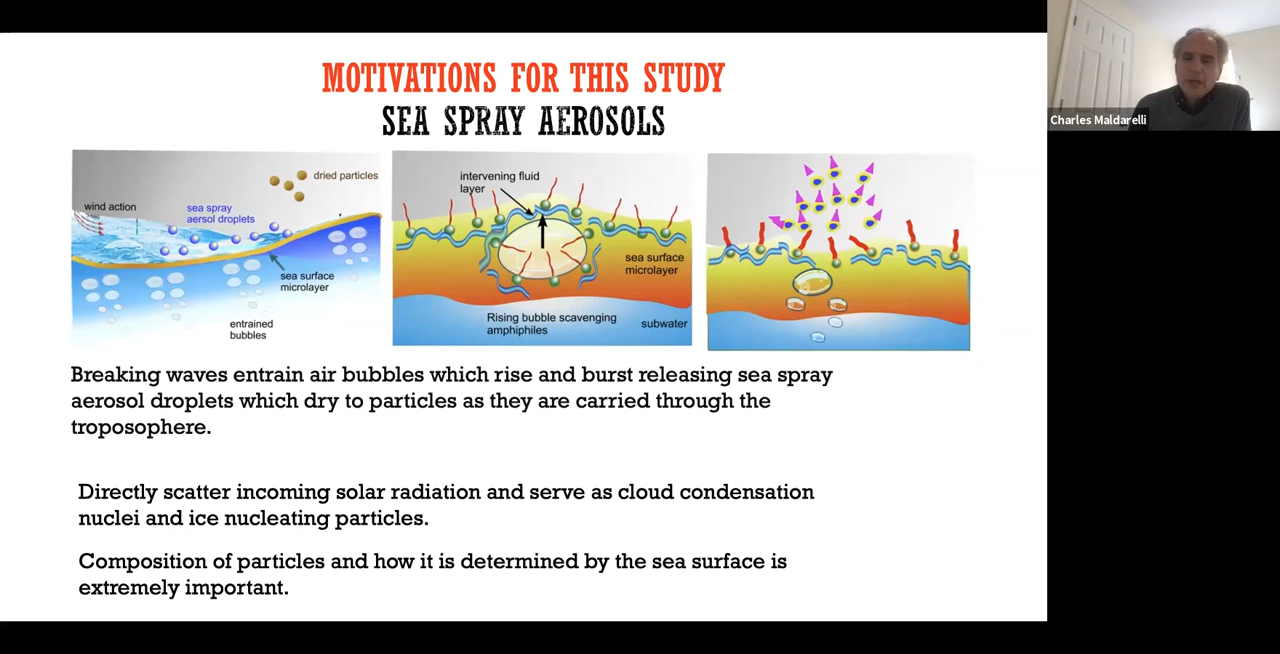 MOTIVATIONS FOR THIS STUDY
SEA SPRAY AEROSOLS
Charles Maldarelli
wind action
sea spray
aersol droplets
dried particles
sea surface
microlayer
entrained
bubbles
intervening fluid
layer
sea surface
microlayer
Rising bubble scavenging
amphiphiles
subwater
Breaking waves entrain air bubbles which rise and burst releasing sea spray
aerosol droplets which dry to particles as they are carried through the
troposophere.
Directly scatter incoming solar radiation and serve as cloud condensation
nuclei and ice nucleating particles.
Composition of particles and how it is determined by the sea surface is
extremely important.